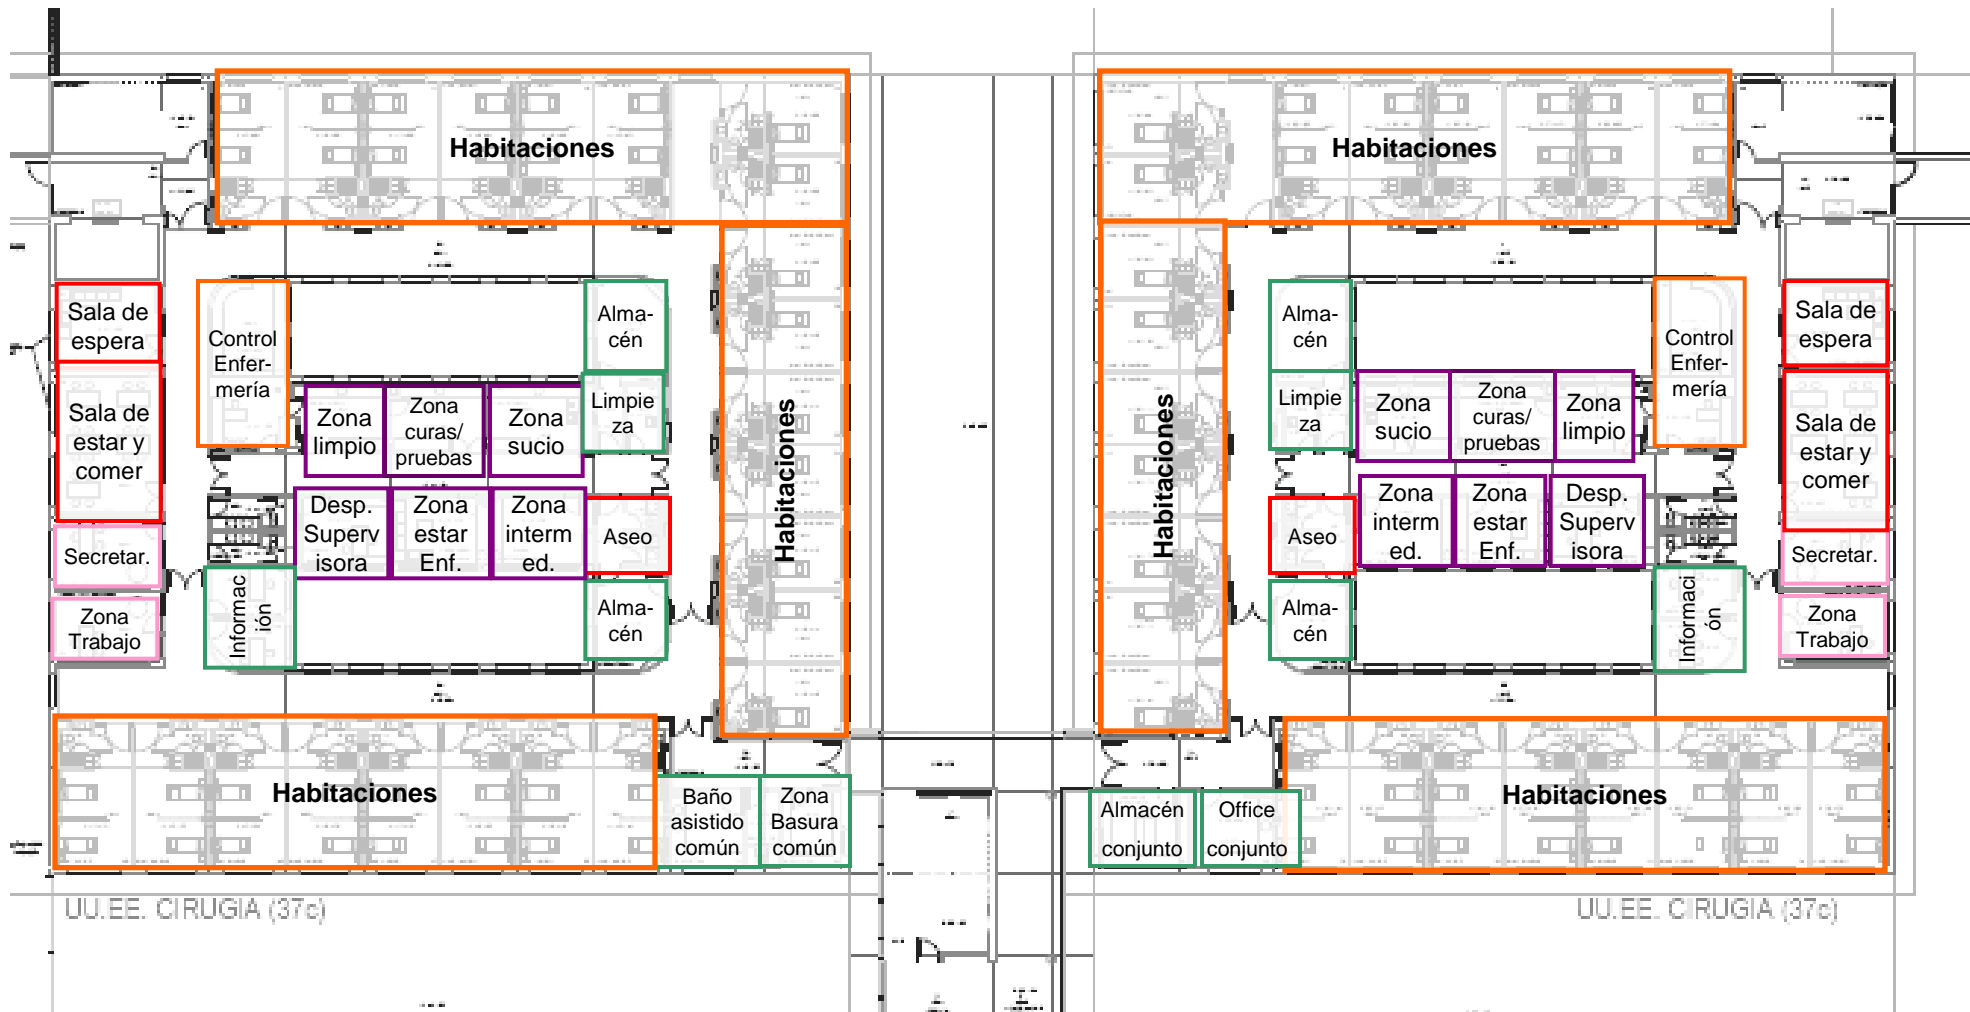 Habitaciones
Habitaciones
Sala de
espera
Control
Enfer-
mería
Alma-
cén
Sala de
estar y
comer
Zona
limpio
Zona
curas/
pruebas
Zona
sucio
Limpie
za
Habitaciones
Secretar.
Desp.
Superv
isora
Zona
estar
Enf.
Zona
interm
ed.
Aseo
Zona
Trabajo
Informac
ión
Alma-
cén
Habitaciones
Baño
asistido
común
Zona
Basura
común
UU.EE. CIRUGIA (37c)
Alma-
cén
Control
Enfer-
mería
Sala de
espera
Habitaciones
Limpie
za
Zona
sucio
Zona
curas/
pruebas
Zona
limpio
Sala de
estar y
comer
Aseo
Zona
interm
ed.
Zona
estar
Enf.
Desp.
Superv
isora
Secretar.
Alma-
cén
Informaci
ón
Zona
Trabajo
Almacén
conjunto
Office
conjunto
Habitaciones
UU.EE. CIRUGIA (37c)